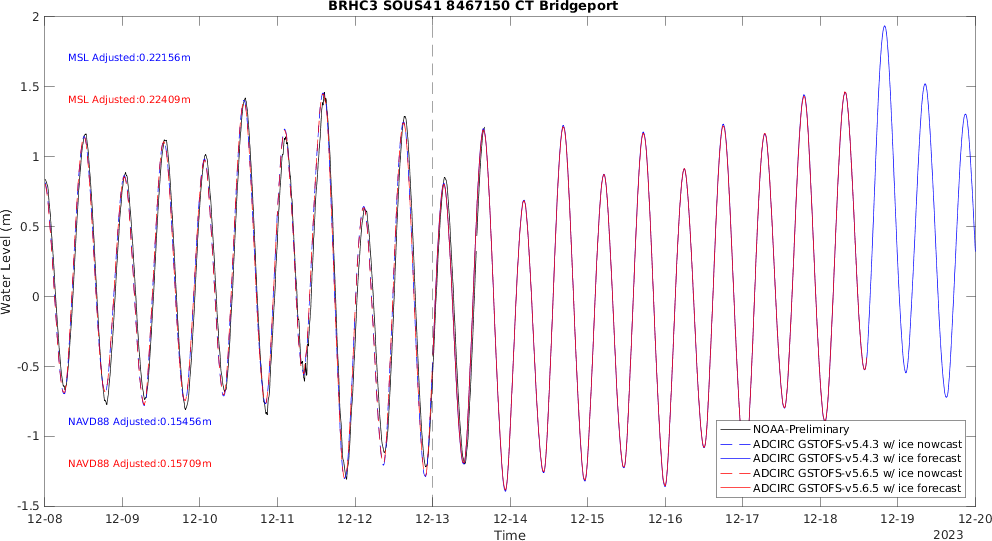 BRHC3 SOUS41 8467150 CT Bridgeport
2
1.5
1
0.5
0
-0.5
-1
-1.5
Water Level (m)
MSL Adjusted:0.22156m
MSL Adjusted:0.22409m
NAVD88 Adjusted:0.15456m
NAVD88 Adjusted:0.15709m
NOAA-Preliminary
ADCIRC GSTOFS-v5.4.3 w/ ice nowcast
ADCIRC GSTOFS-v5.4.3 w/ ice forecast
ADCIRC GSTOFS-v5.6.5 w/ ice nowcast
ADCIRC GSTOFS-v5.6.5 w/ ice forecast
12-08 12-09 12-10 12-11 12-12 12-13 12-14 12-15 12-16 12-17 12-18 12-19 12-20
Time
2023